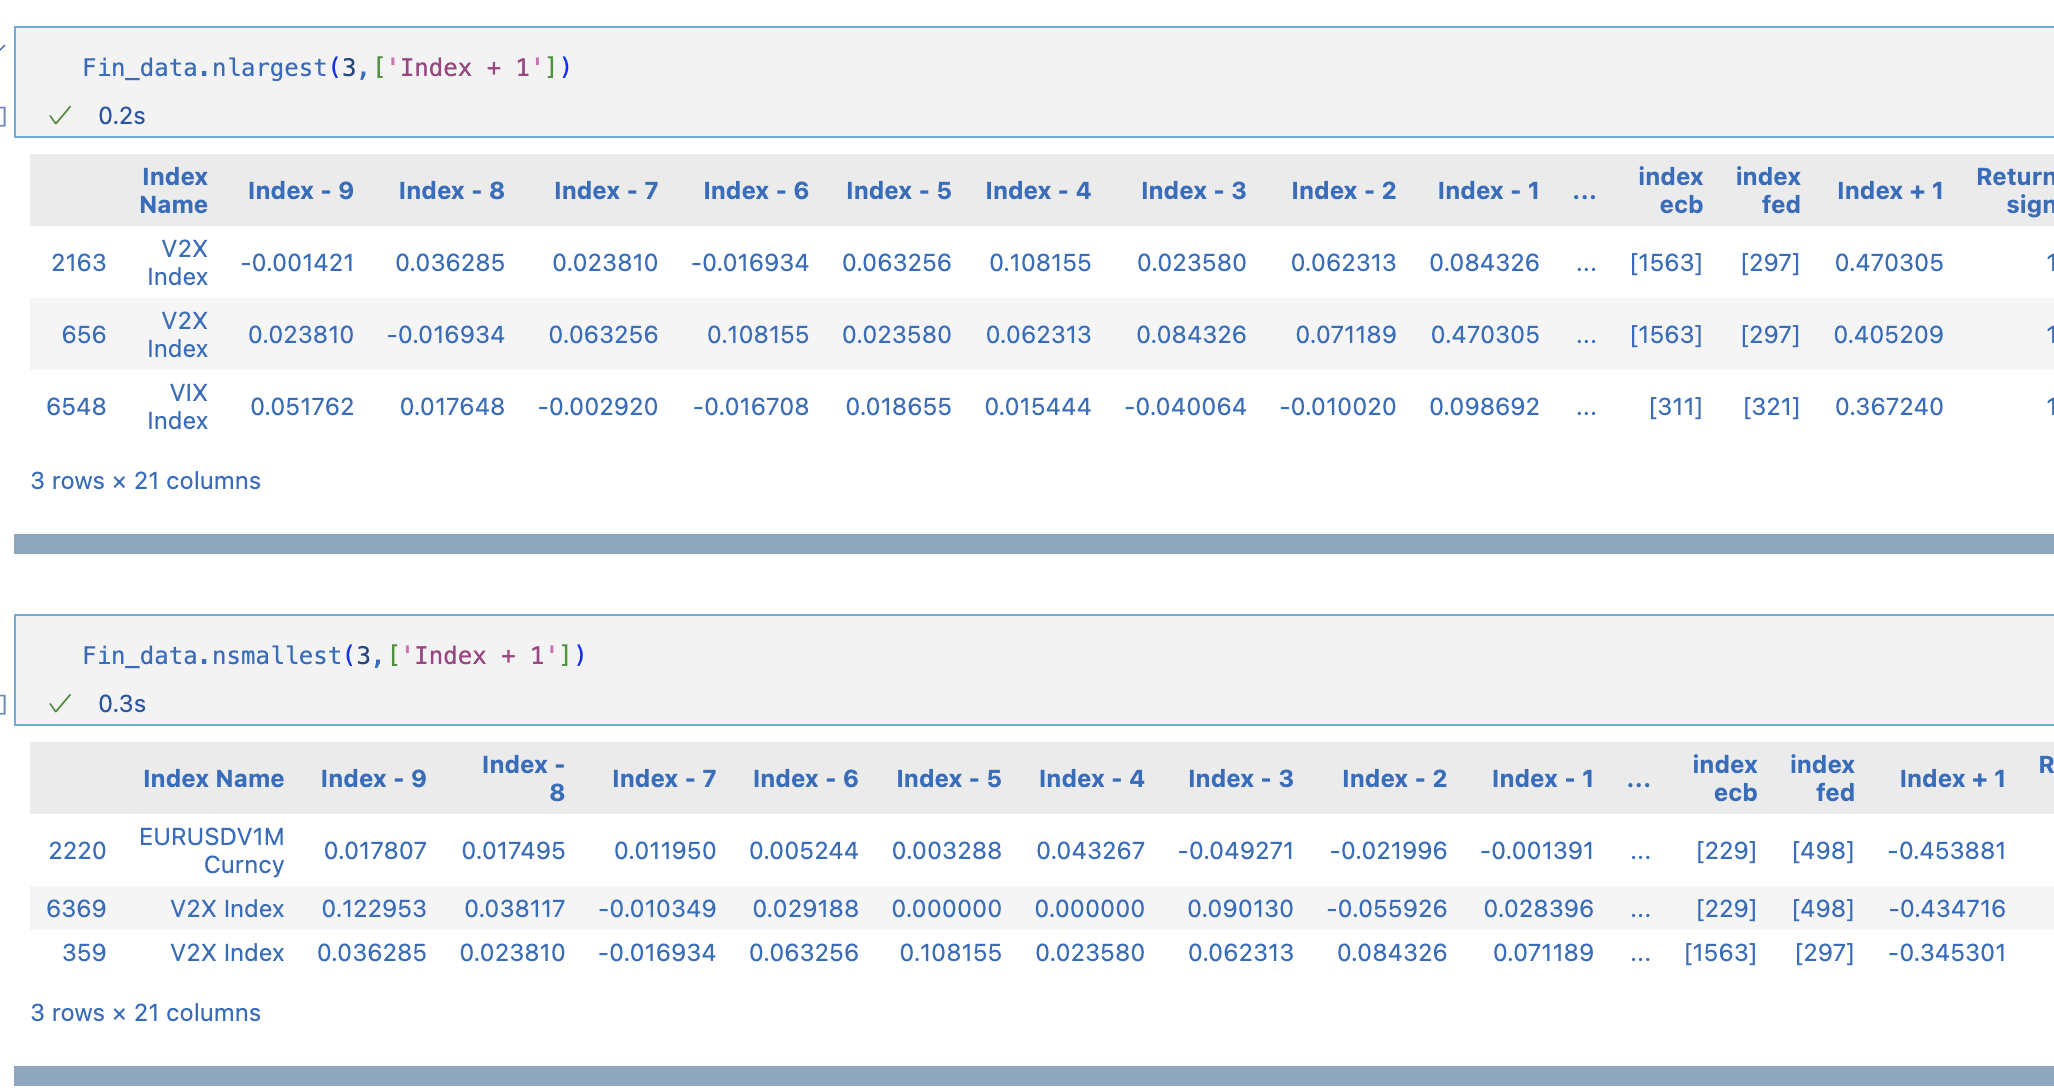 Fin_data.nlargest(3,['Index + 1'])
0.2s
Index Name Index - 9 Index - 8 Index - 7 Index - 6 Index - 5 Index - 4 Index - 3 Index - 2 Index - 1 ... index ecb index fed Index + 1 Return sign
2163 V2X Index -0.001421 0.036285 0.023810 -0.016934 0.063256 0.108155 0.023580 0.062313 0.084326 ... [1563] [297] 0.470305 1
656 V2X Index 0.023810 -0.016934 0.063256 0.108155 0.023580 0.062313 0.084326 0.071189 0.470305 ... [1563] [297] 0.405209 1
6548 VIX Index 0.051762 0.017648 -0.002920 -0.016708 0.018655 0.015444 -0.040064 -0.010020 0.098692 ... [311] [321] 0.367240 1
3 rows × 21 columns
Fin_data.nsmallest(3,['Index + 1'])
0.3s
Index Name Index - 9 Index - 8 Index - 7 Index - 6 Index - 5 Index - 4 Index - 3 Index - 2 Index - 1 ... index ecb index fed Index + 1 R
2220 EURUSDV1M Curncy 0.017807 0.017495 0.011950 0.005244 0.003288 0.043267 -0.049271 -0.021996 -0.001391 ... [229] [498] -0.453881
6369 V2X Index 0.122953 0.038117 -0.010349 0.029188 0.000000 0.000000 0.090130 -0.055926 0.028396 ... [229] [498] -0.434716
359 V2X Index 0.036285 0.023810 -0.016934 0.063256 0.108155 0.023580 0.062313 0.084326 0.071189 ... [1563] [297] -0.345301
3 rows × 21 columns